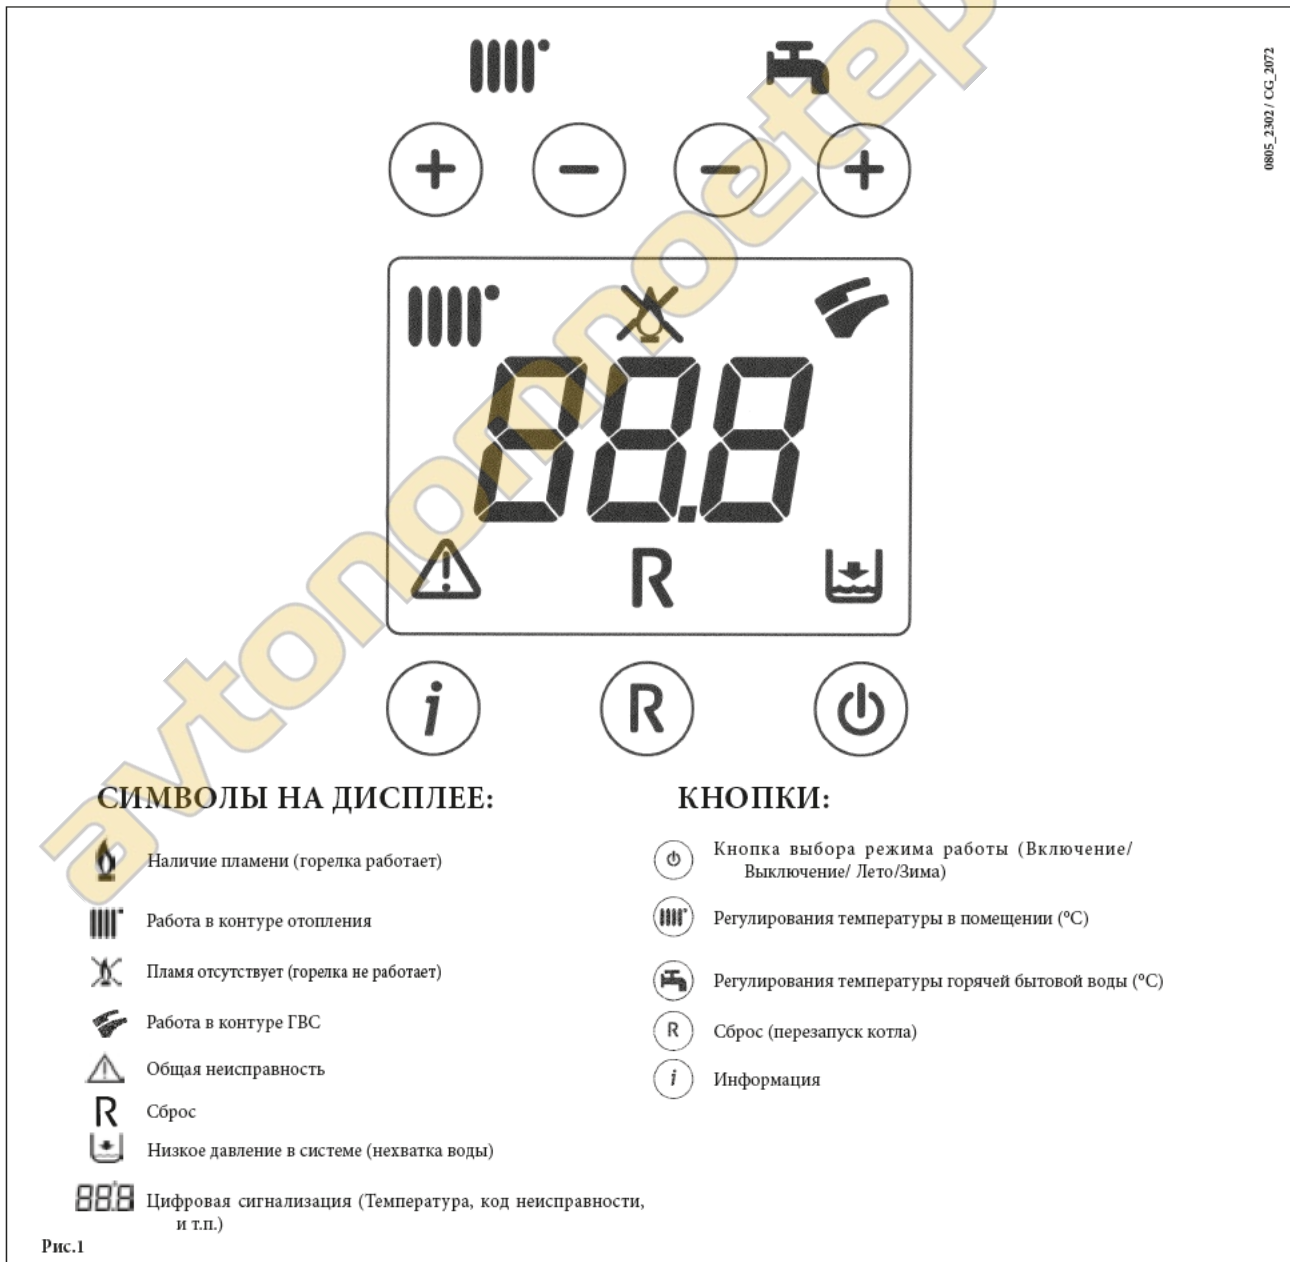 0805_2302 / CG_2072
+
−
−
+
88.8
R
i
R
СИМВОЛЫ НА ДИСПЛЕЕ:
Наличие пламени (горелка работает)
Работа в контуре отопления
Пламя отсутствует (горелка не работает)
Работа в контуре ГВС
Общая неисправность
R Сброс
Низкое давление в системе (нехватка воды)
88.8 Цифровая сигнализация (Температура, код неисправности,
и т.п.)
КНОПКИ:
Кнопка выбора режима работы (Включение/
Выключение/ Лето/Зима)
Регулирования температуры в помещении (°C)
Регулирования температуры горячей бытовой воды (°C)
R Сброс (перезапуск котла)
i Информация
Рис.1
avtonomnoetep